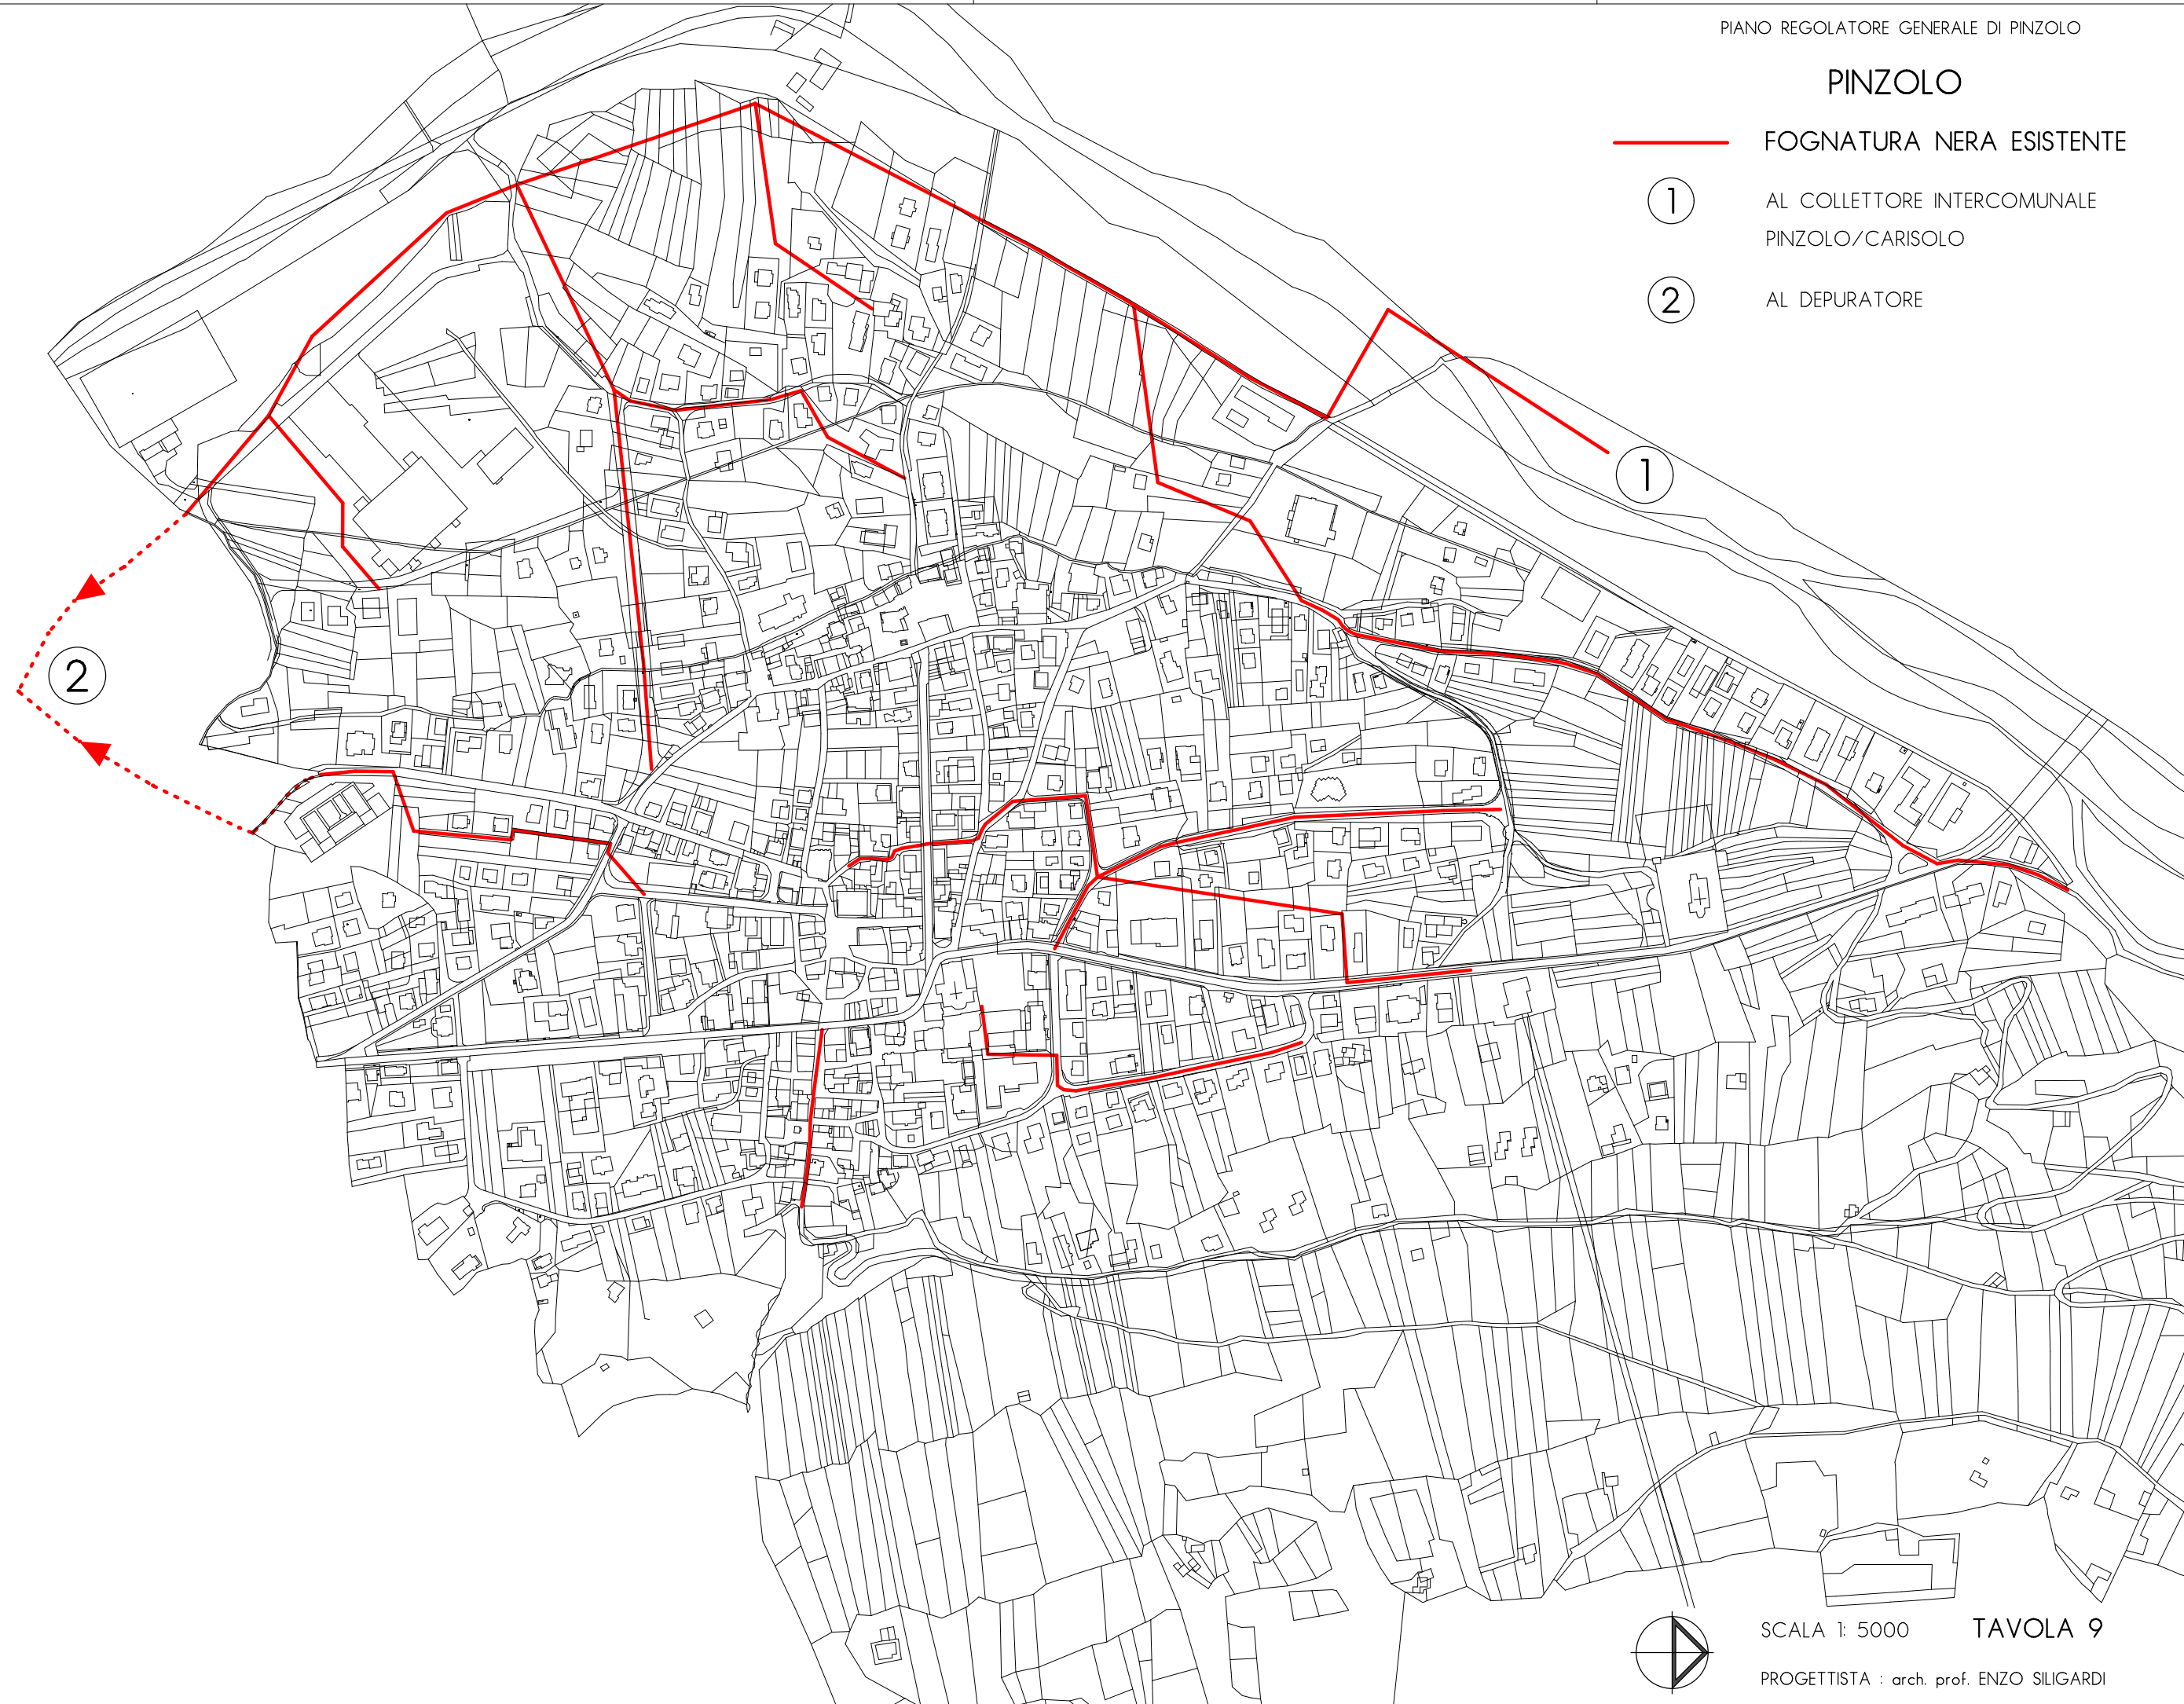 PIANO REGOLATORE GENERALE DI PINZOLO
PINZOLO
FOGNATURA NERA ESISTENTE
1 AL COLLETTORE INTERCOMUNALE
PINZOLO/CARISOLO
2 AL DEPURATORE
1
2
SCALA 1: 5000 TAVOLA 9
PROGETTISTA : arch. prof. ENZO SILIGARDI